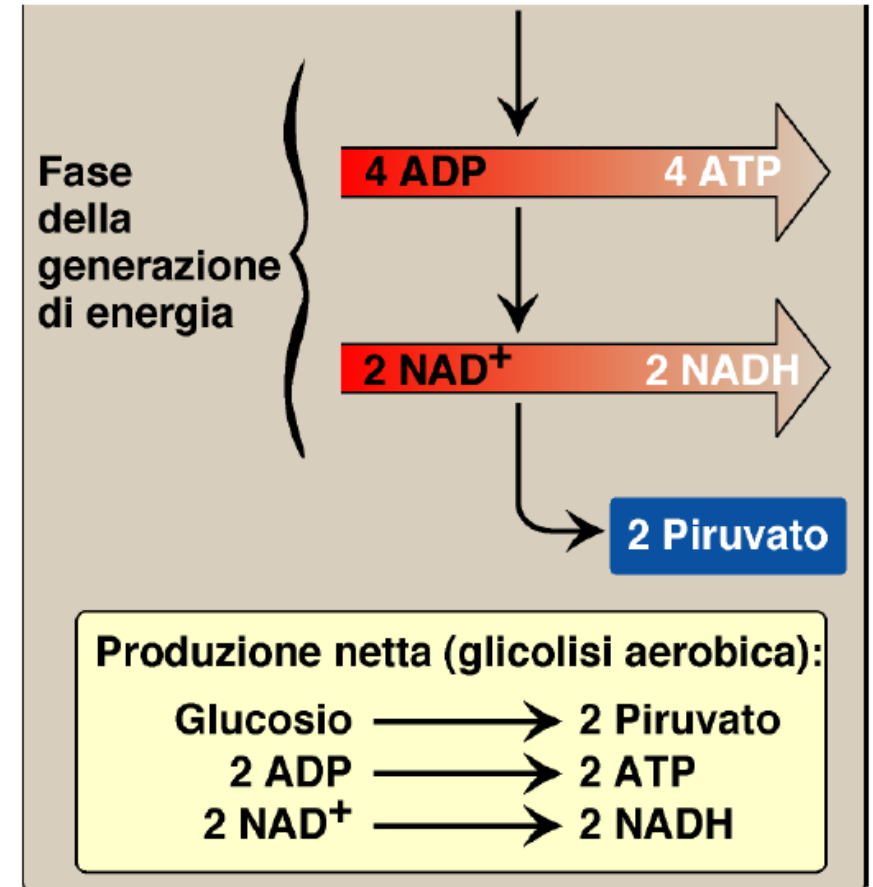 Fase
della
generazione
di energia
4 ADP 4 ATP
2 NAD⁺ 2 NADH
2 Piruvato
Produzione netta (glicolisi aerobica):
Glucosio 2 Piruvato
2 ADP 2 ATP
2 NAD⁺ 2 NADH